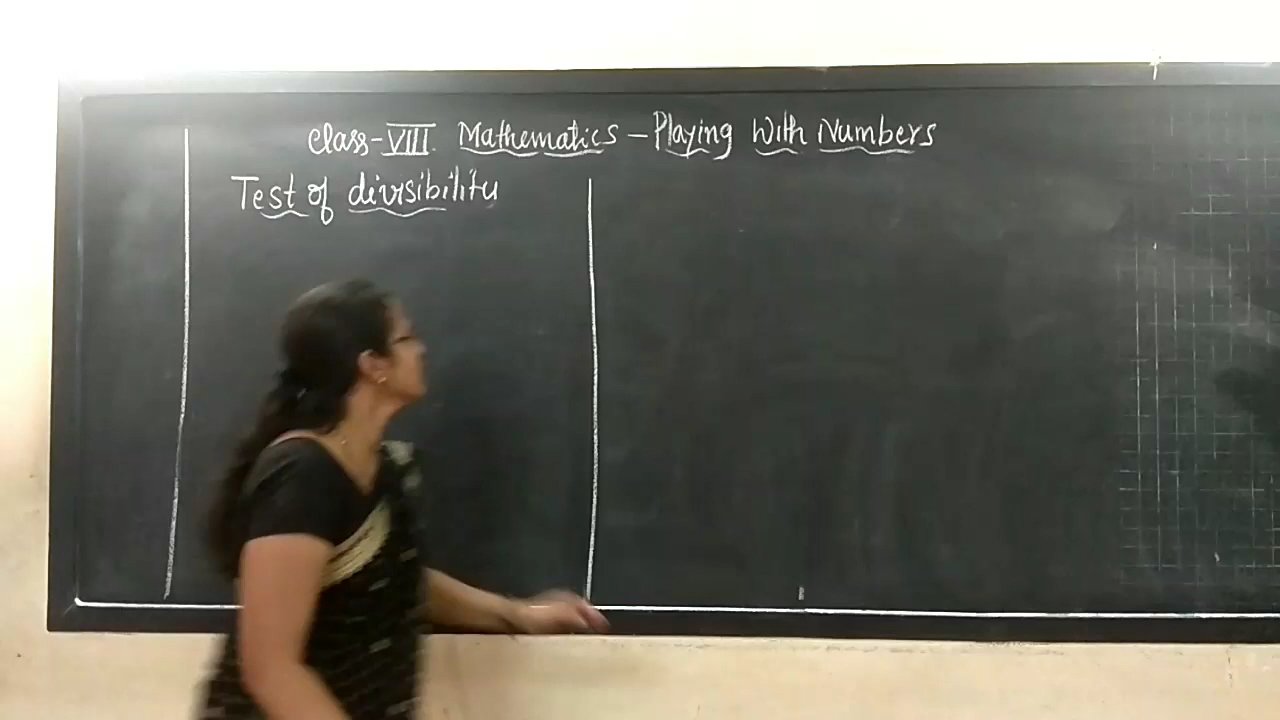 Class-VIII Mathematics - Playing With Numbers
Test of divisibility